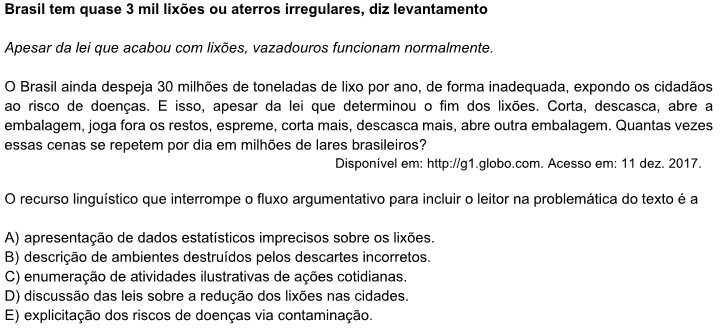 Brasil tem quase 3 mil lixões ou aterros irregulares, diz levantamento
Apesar da lei que acabou com lixões, vazadouros funcionam normalmente.
O Brasil ainda despeja 30 milhões de toneladas de lixo por ano, de forma inadequada, expondo os cidadãos
ao risco de doenças. E isso, apesar da lei que determinou o fim dos lixões. Corta, descasca, abre a
embalagem, joga fora os restos, espreme, corta mais, descasca mais, abre outra embalagem. Quantas vezes
essas cenas se repetem por dia em milhões de lares brasileiros?
Disponível em: http://g1.globo.com. Acesso em: 11 dez. 2017.
O recurso linguístico que interrompe o fluxo argumentativo para incluir o leitor na problemática do texto é a
A) apresentação de dados estatísticos imprecisos sobre os lixões.
B) descrição de ambientes destruídos pelos descartes incorretos.
C) enumeração de atividades ilustrativas de ações cotidianas.
D) discussão das leis sobre a redução dos lixões nas cidades.
E) explicitação dos riscos de doenças via contaminação.